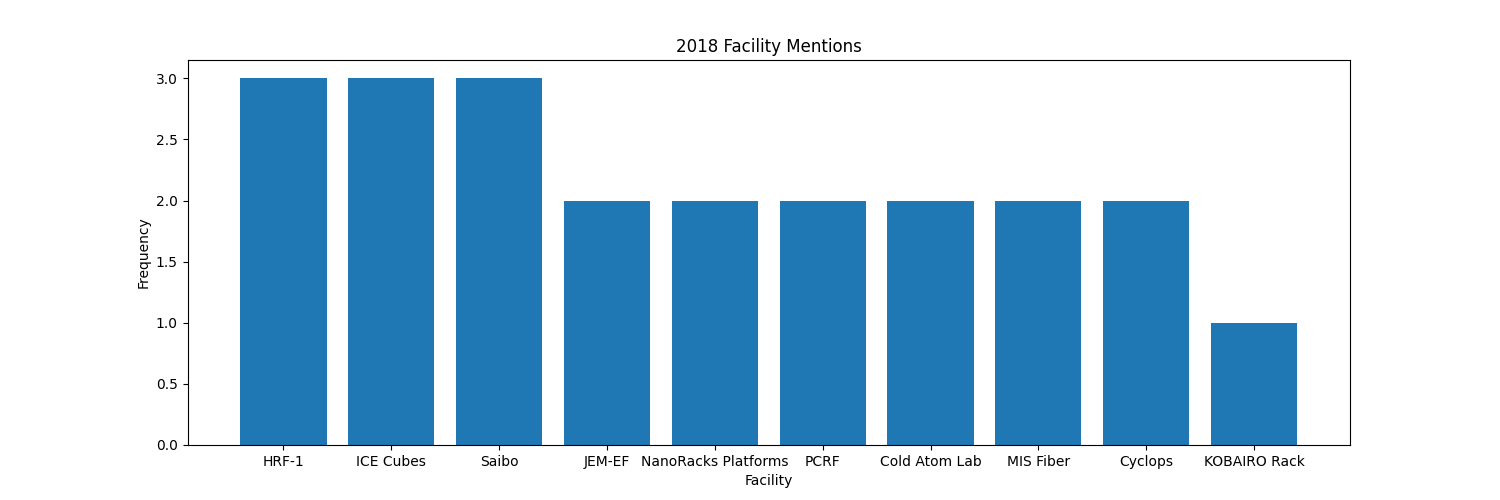 2018 Facility Mentions
Frequency
3.0
2.5
2.0
1.5
1.0
0.5
0.0
HRF-1 ICE Cubes Saibo JEM-EF NanoRacks Platforms PCRF Cold Atom Lab MIS Fiber Cyclops KOBAIRO Rack
Facility